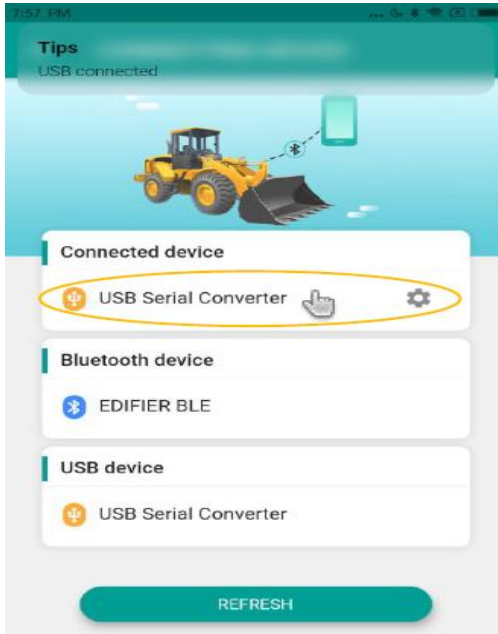 7:57 PM
Tips
USB connected
Connected device
USB Serial Converter
Bluetooth device
EDIFIER BLE
USB device
USB Serial Converter
REFRESH